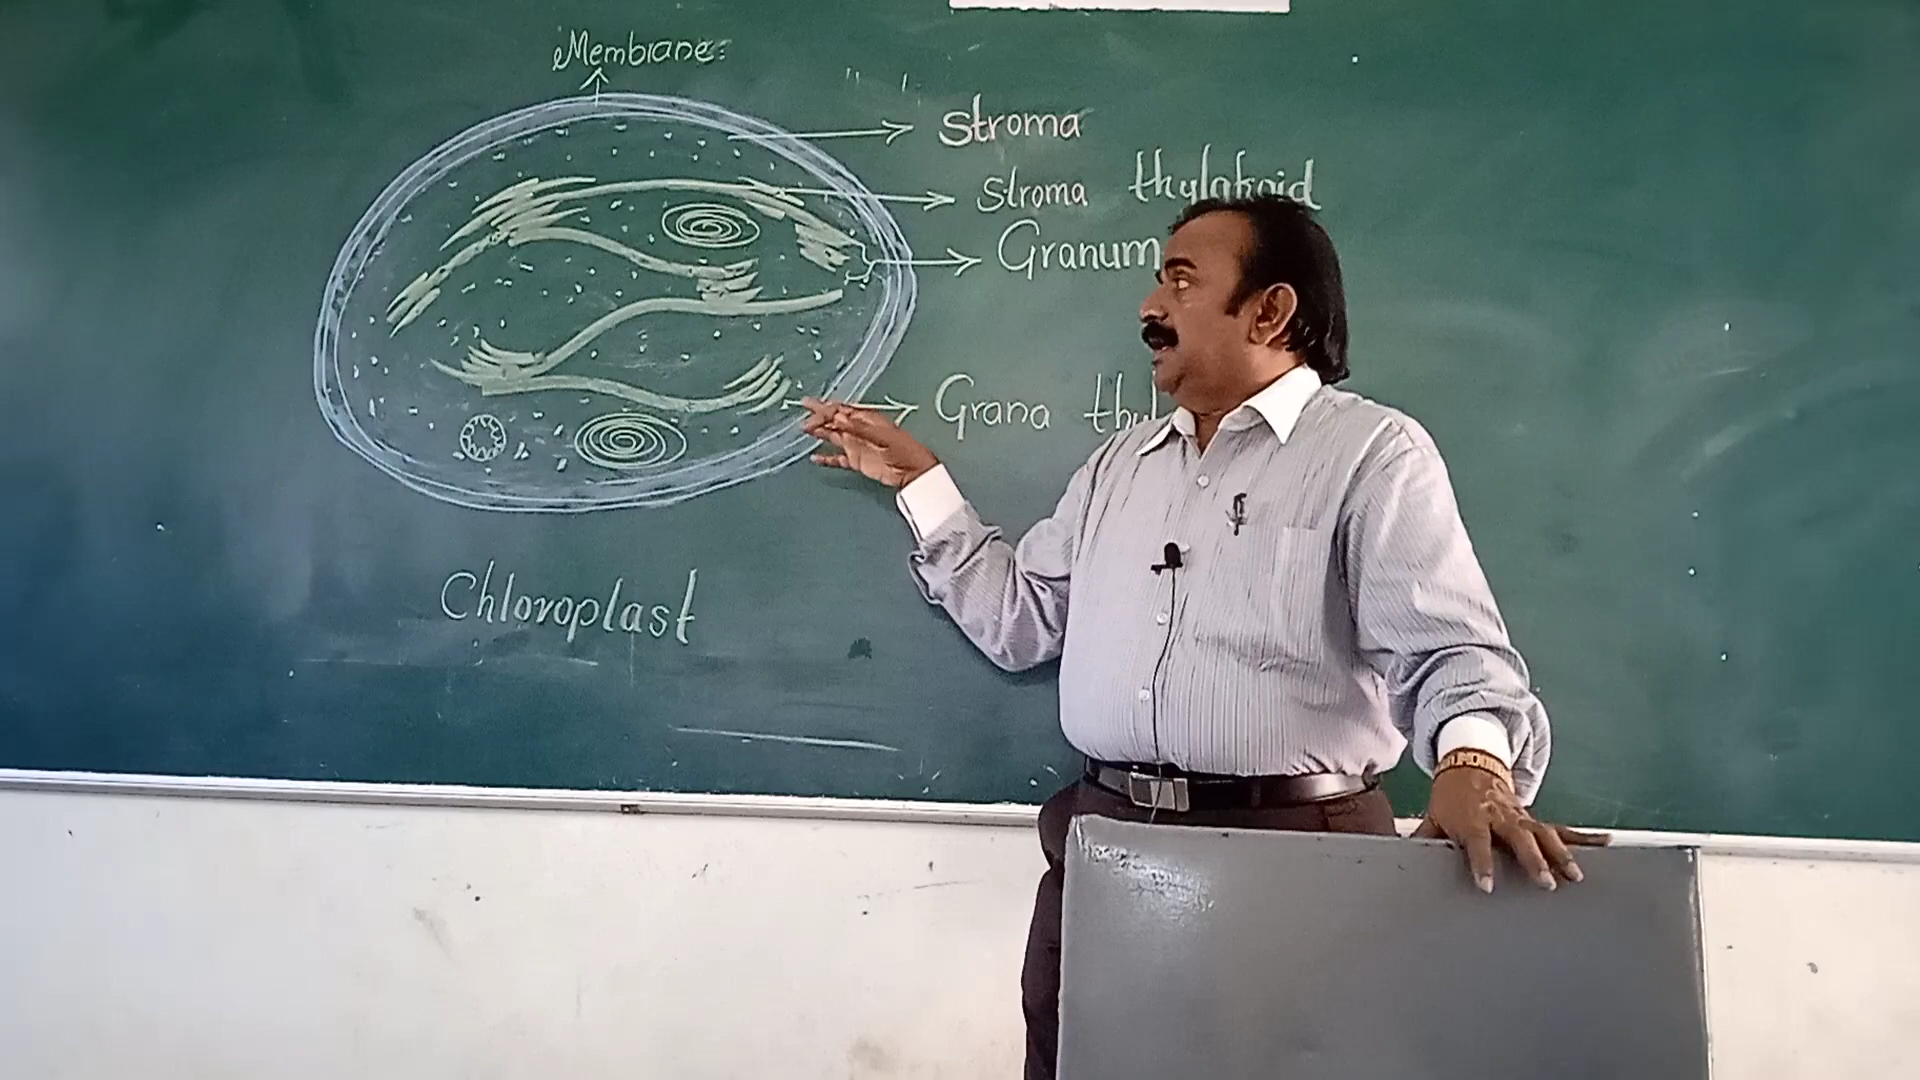 Membrane:
Stroma
Stroma thylakoid
Granum
Grana
Chloroplast